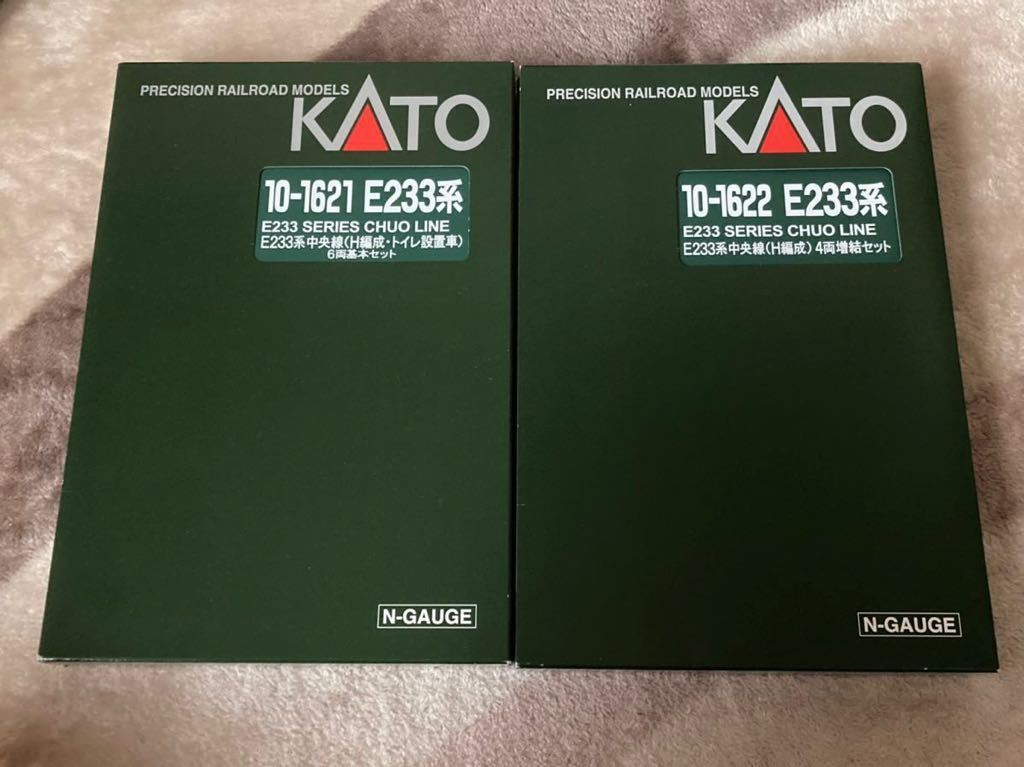 PRECISION RAILROAD MODELS
KATO
10-1621 E233系
E233 SERIES CHUO LINE
E233系中央線(H編成・トイレ設置車)
6両基本セット
N-GAUGE
PRECISION RAILROAD MODELS
KATO
10-1622 E233系
E233 SERIES CHUO LINE
E233系中央線(H編成)4両増結セット
N-GAUGE